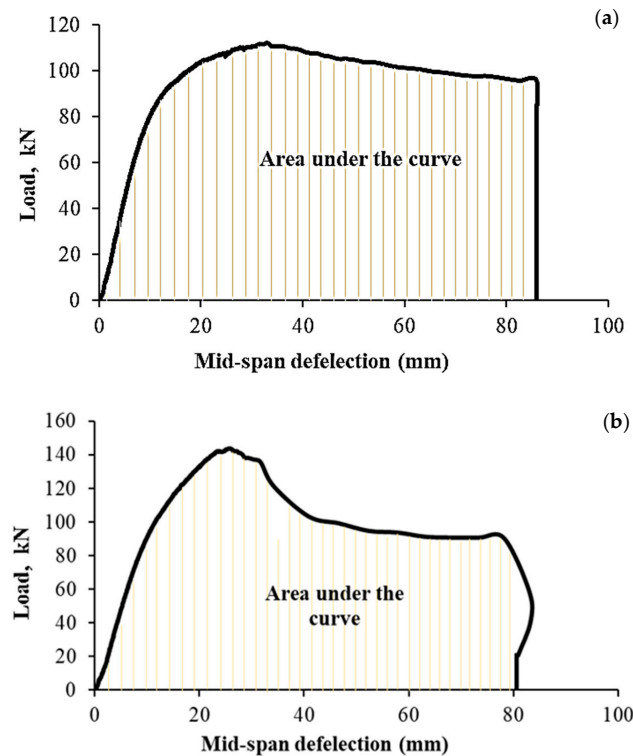 (a)
120
100
80
60
40
20
0
Load, kN
Area under the curve
0 20 40 60 80 100
Mid-span defelection (mm)
(b)
160
140
120
100
80
60
40
20
0
Load, kN
Area under the
curve
0 20 40 60 80 100
Mid-span defelection (mm)